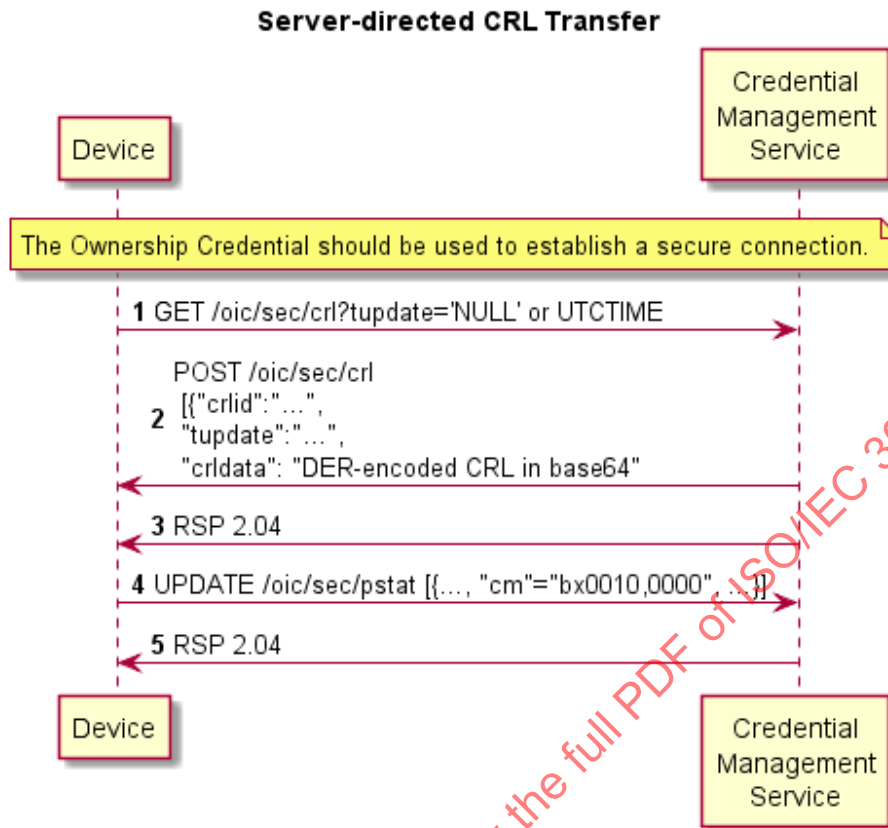 Server-directed CRL Transfer
Device
Credential
Management
Service
The Ownership Credential should be used to establish a secure connection.
1 GET /oic/sec/crl?tupdate='NULL' or UTCTIME
POST /oic/sec/crl
2 [{"crlid":"...",
"tupdate":"...",
"crldata": "DER-encoded CRL in base64"
3 RSP 2.04
4 UPDATE /oic/sec/pstat [{..., "cm"="bx0010,0000", ...}]
5 RSP 2.04
Device
Credential
Management
Service
the full PDF of ISO/IEC